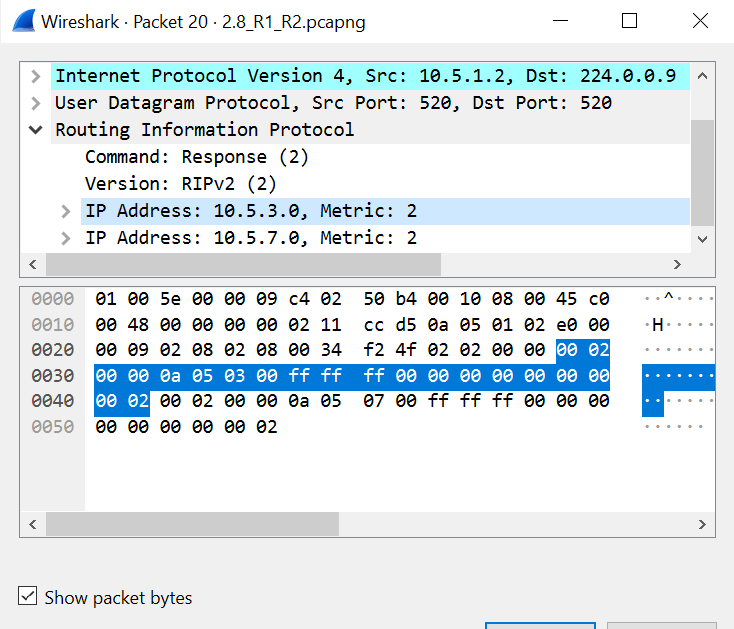 Wireshark · Packet 20 · 2.8_R1_R2.pcapng
Internet Protocol Version 4, Src: 10.5.1.2, Dst: 224.0.0.9
User Datagram Protocol, Src Port: 520, Dst Port: 520
Routing Information Protocol
Command: Response (2)
Version: RIPv2 (2)
IP Address: 10.5.3.0, Metric: 2
IP Address: 10.5.7.0, Metric: 2
0000 01 00 5e 00 00 09 c4 02 50 b4 00 10 08 00 45 c0 ··^····
0010 00 48 00 00 00 00 02 11 cc d5 0a 05 01 02 e0 00 ·H·····
0020 00 09 02 08 02 08 00 34 f2 4f 02 02 00 00 00 02 ·······
0030 00 00 0a 05 03 00 ff ff ff 00 00 00 00 00 00 00 ·······
0040 00 02 00 02 00 00 0a 05 07 00 ff ff ff 00 00 00 ·······
0050 00 00 00 00 00 02 ······
Show packet bytes